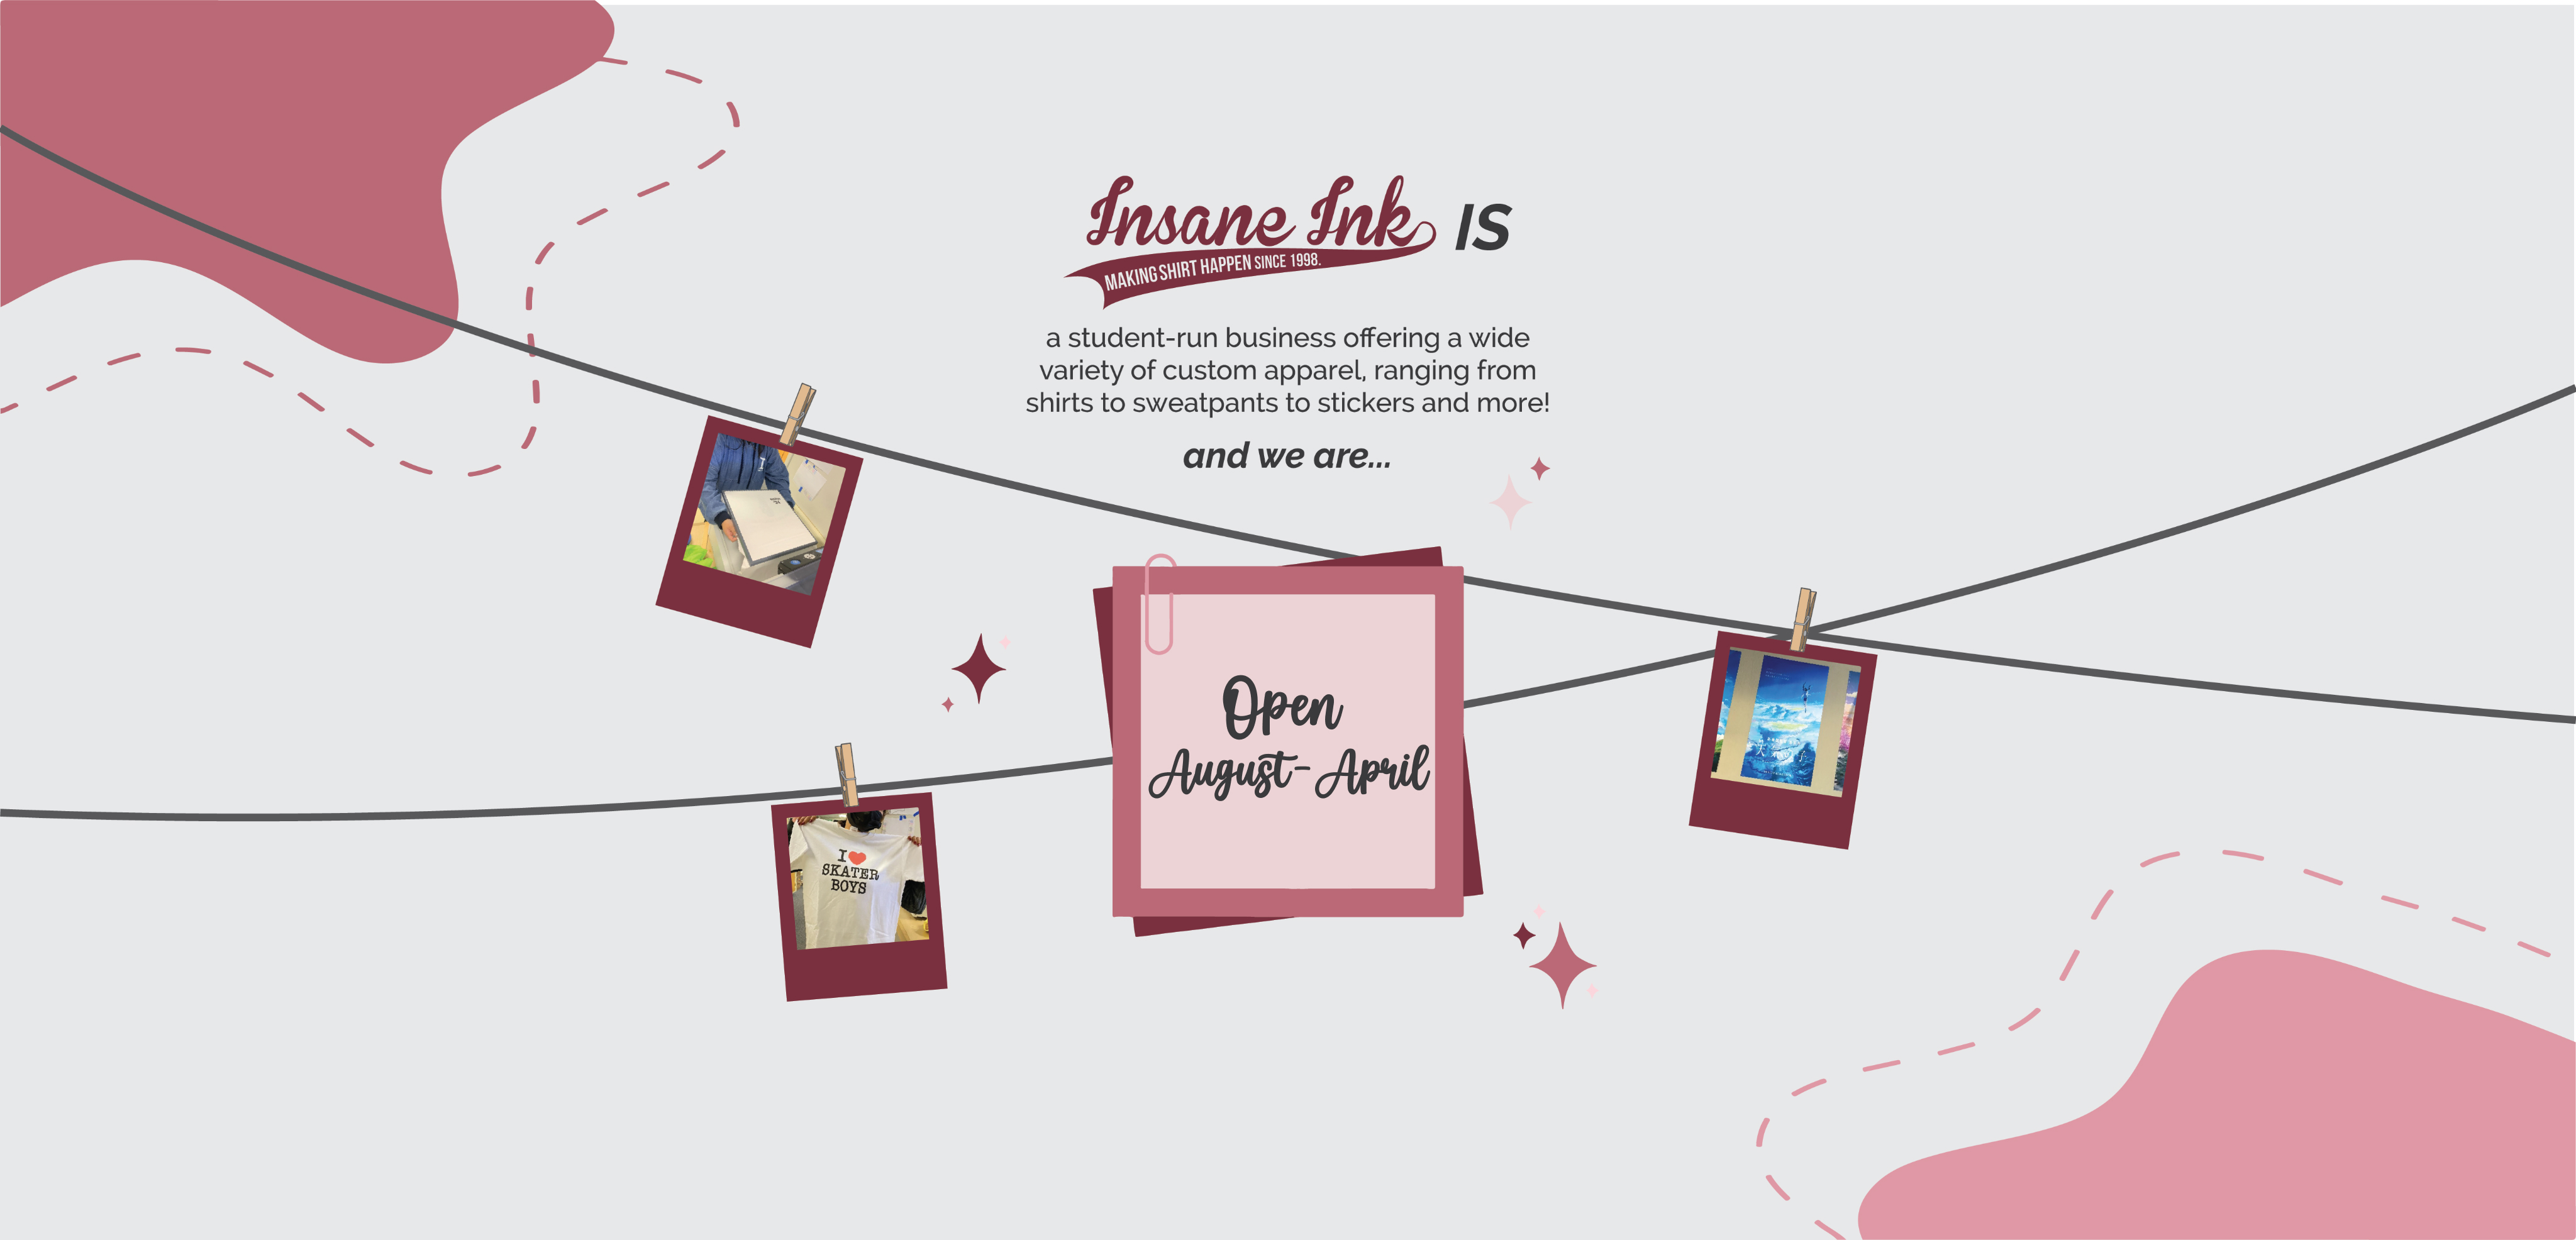 Insane Ink IS
MAKING SHIRT HAPPEN SINCE 1998.
a student-run business offering a wide
variety of custom apparel, ranging from
shirts to sweatpants to stickers and more!
and we are...
Open
August-April
I❤
SKATER
BOYS